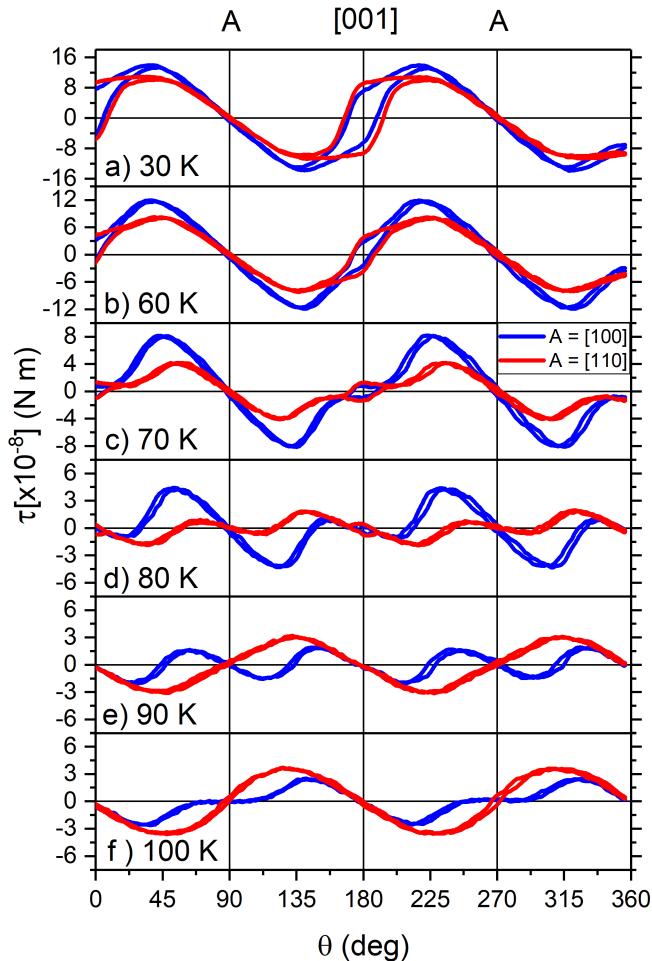 A [001] A
16
8
0
-8
-16
a) 30 K
12
6
0
-6
-12
b) 60 K
8
4
0
-4
-8
A = [100]
A = [110]
c) 70 K
τ[x10⁻⁸] (N m)
6
3
0
-3
-6
d) 80 K
6
3
0
-3
-6
e) 90 K
6
3
0
-3
-6
f) 100 K
0 45 90 135 180 225 270 315 360
θ (deg)